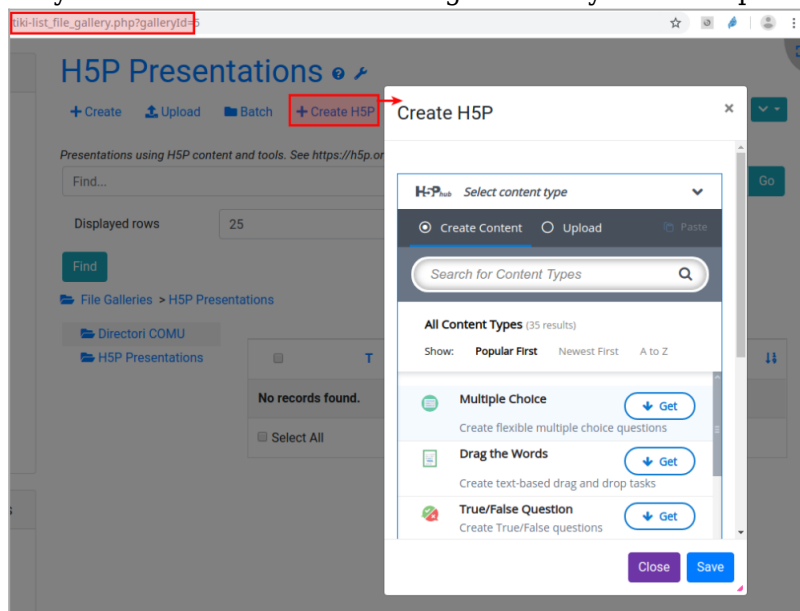 tiki-list_file_gallery.php?galleryId=5
H5P Presentations
Create Upload Batch Create H5P
Presentations using H5P content and tools. See https://h5p.or
Find...
Go
Displayed rows 25
Find
File Galleries > H5P Presentations
Directori COMU
H5P Presentations
T
No records found.
Select All
Create H5P ×
H5P hub Select content type
Create Content Upload Paste
Search for Content Types
All Content Types (35 results)
Show: Popular First Newest First A to Z
Multiple Choice
Get
Create flexible multiple choice questions
Drag the Words
Get
Create text-based drag and drop tasks
True/False Question
Get
Create True/False questions
Close Save